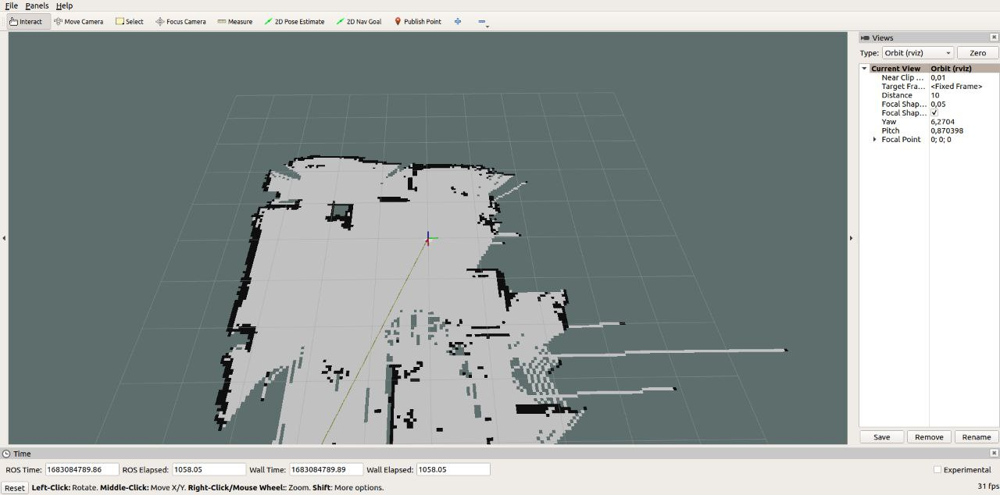 File Panels Help
Interact Move Camera Select Focus Camera Measure 2D Pose Estimate 2D Nav Goal Publish Point
Views
Type: Orbit (rviz) Zero
Current View Orbit (rviz)
Near Clip ... 0,01
Target Fra... <Fixed Frame>
Distance 10
Focal Shap... 0,05
Focal Shap...
Yaw 6,2704
Pitch 0,870398
Focal Point 0; 0; 0
Save Remove Rename
Time
ROS Time: 1683084789.86 ROS Elapsed: 1058.05 Wall Time: 1683084789.89 Wall Elapsed: 1058.05 Experimental
Reset Left-Click: Rotate. Middle-Click: Move X/Y. Right-Click/Mouse Wheel:: Zoom. Shift: More options. 31 fps